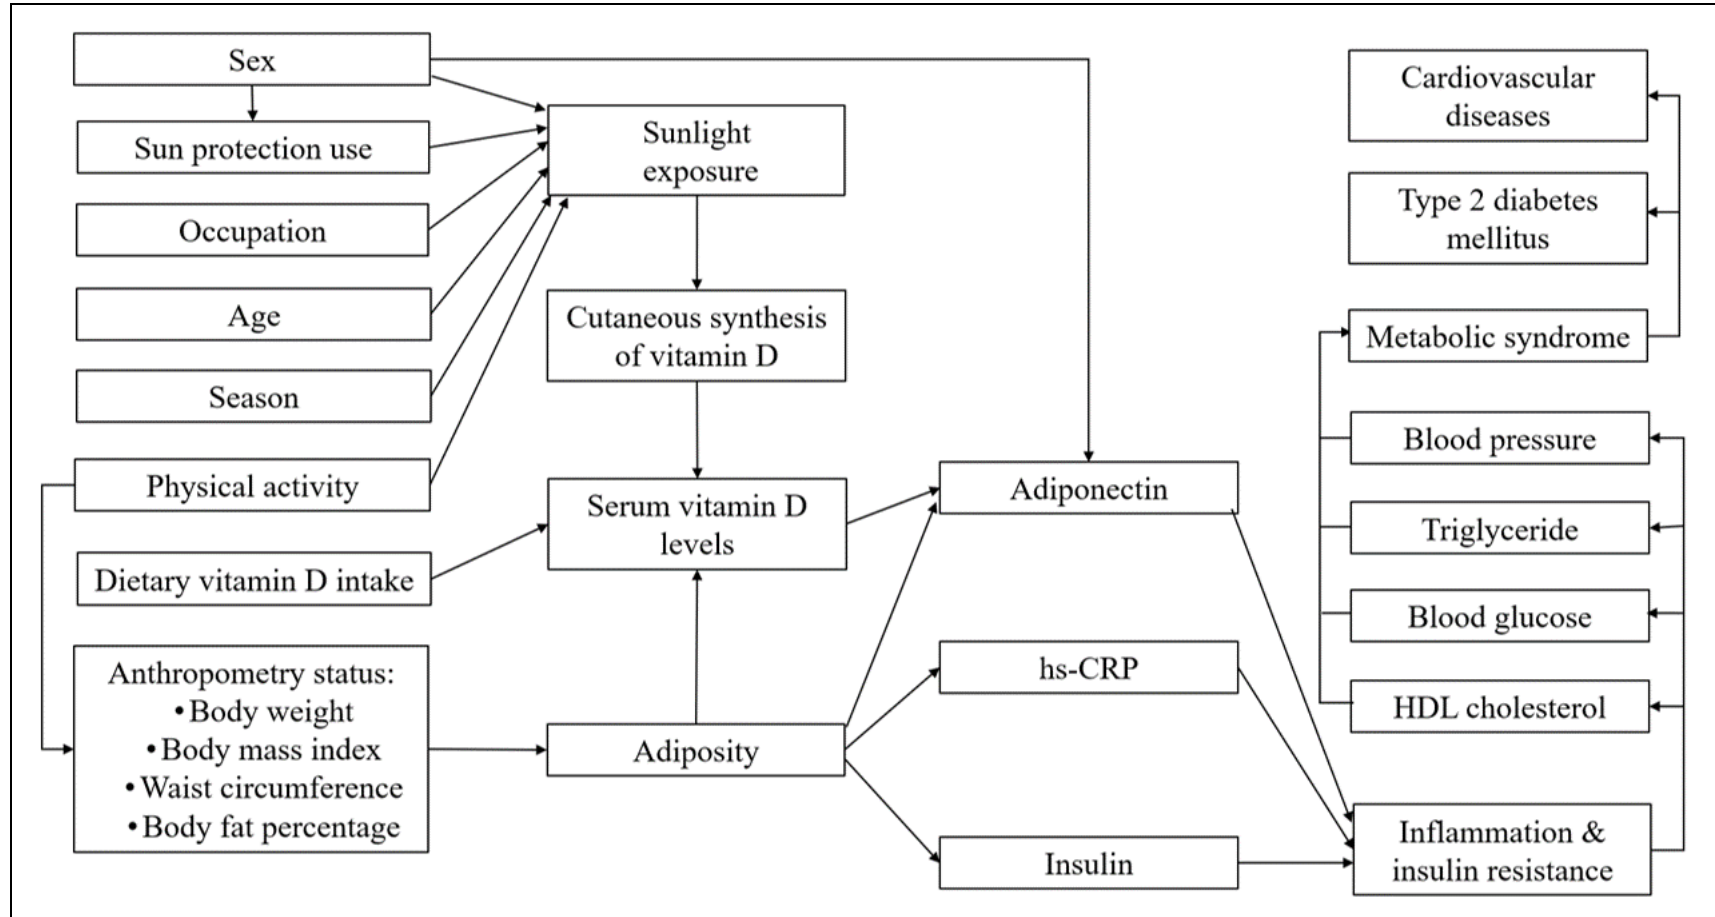 Sex
Sun protection use
Occupation
Age
Season
Physical activity
Dietary vitamin D intake
Anthropometry status:
• Body weight
• Body mass index
• Waist circumference
• Body fat percentage
Sunlight
exposure
Cutaneous synthesis
of vitamin D
Serum vitamin D
levels
Adiposity
Adiponectin
hs-CRP
Insulin
Cardiovascular
diseases
Type 2 diabetes
mellitus
Metabolic syndrome
Blood pressure
Triglyceride
Blood glucose
HDL cholesterol
Inflammation &
insulin resistance